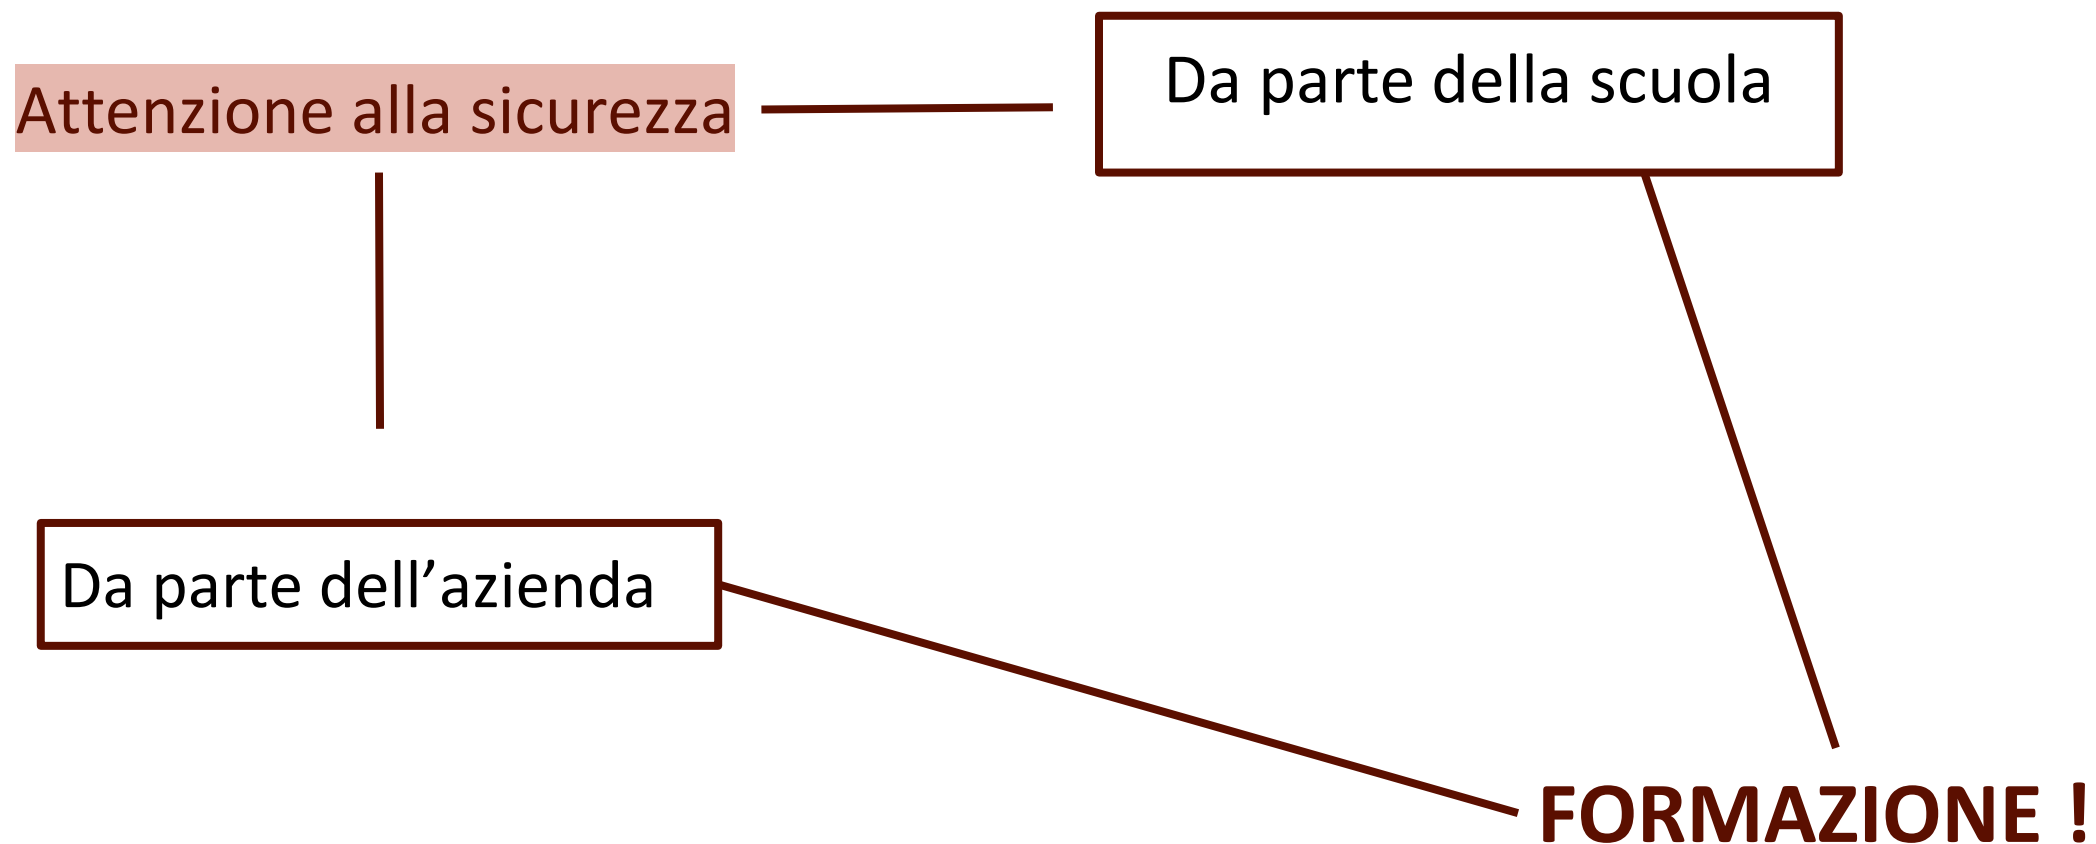 Attenzione alla sicurezza
Da parte della scuola
Da parte dell’azienda
FORMAZIONE !